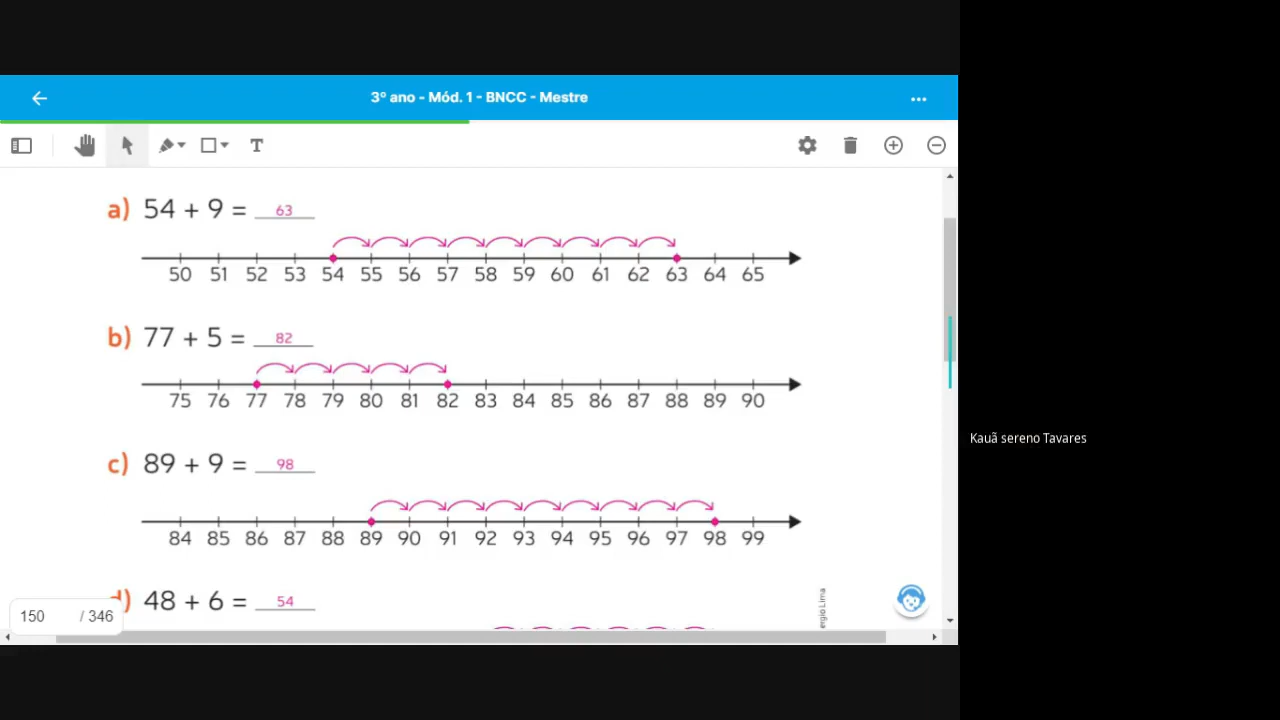 3º ano - Mód. 1 - BNCC - Mestre
T
a) 54 + 9 = 63
50 51 52 53 54 55 56 57 58 59 60 61 62 63 64 65
b) 77 + 5 = 82
75 76 77 78 79 80 81 82 83 84 85 86 87 88 89 90
c) 89 + 9 = 98
84 85 86 87 88 89 90 91 92 93 94 95 96 97 98 99
d) 48 + 6 = 54
150 / 346
Lima
Kauã sereno Tavares